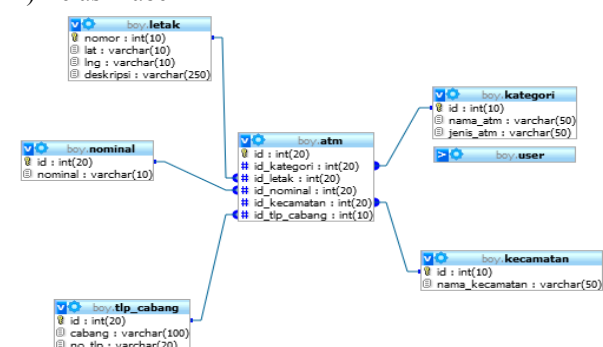 boy.letak
nomor : int(10)
lat : varchar(10)
lng : varchar(10)
deskripsi : varchar(250)
boy.kategori
id : int(10)
nama_atm : varchar(50)
jenis_atm : varchar(50)
boy.user
boy.nominal
id : int(20)
nominal : varchar(10)
boy.atm
id : int(20)
# id_kategori : int(20)
# id_letak : int(20)
# id_nominal : int(20)
# id_kecamatan : int(20)
# id_tlp_cabang : int(10)
boy.kecamatan
id : int(10)
nama_kecamatan : varchar(50)
boy.tlp_cabang
id : int(20)
cabang : varchar(100)
no_tlp : varchar(20)